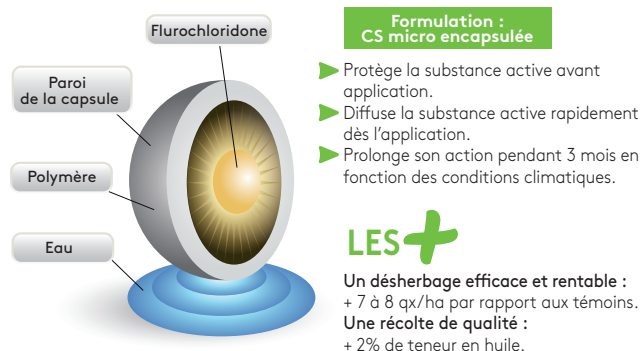 Flurochloridone
Paroi
de la capsule
Polymère
Eau
Formulation :
CS micro encapsulée
Protège la substance active avant
application.
Diffuse la substance active rapidement
dès l'application.
Prolonge son action pendant 3 mois en
fonction des conditions climatiques.
LES +
Un désherbage efficace et rentable :
+ 7 à 8 qx/ha par rapport aux témoins.
Une récolte de qualité :
+ 2% de teneur en huile.